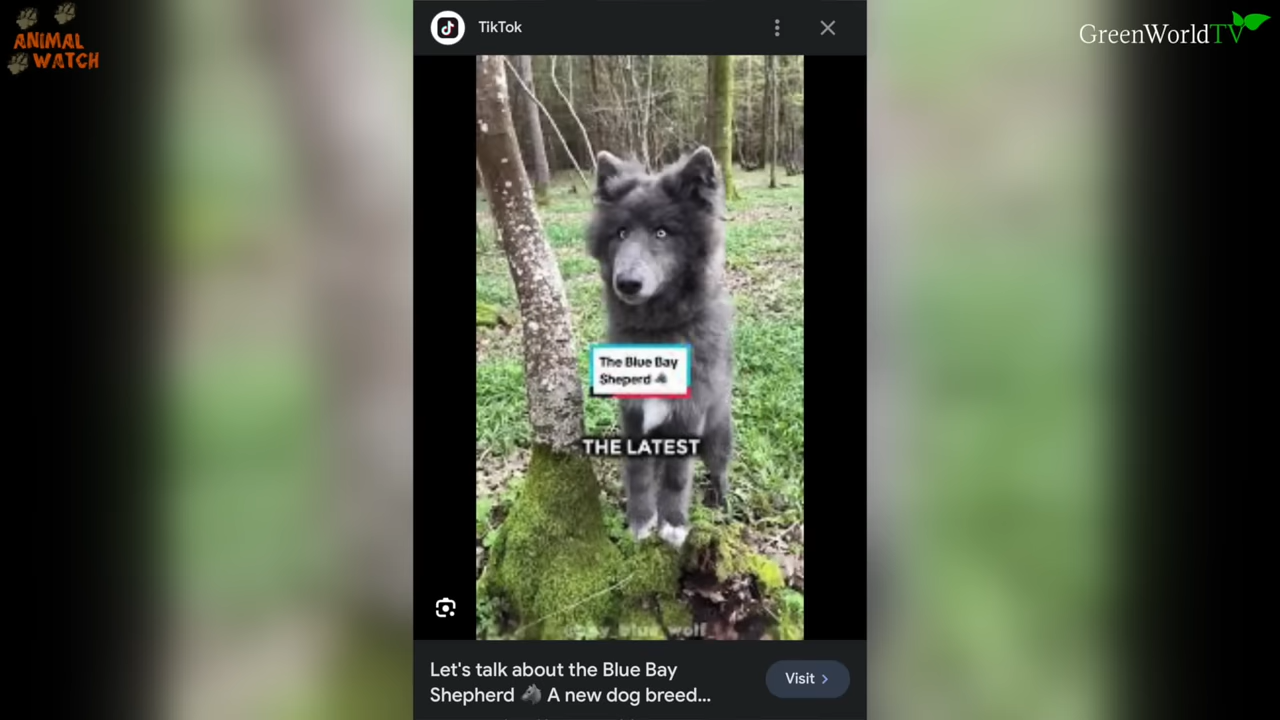 ANIMAL
WATCH
TikTok
GreenWorldTV
The Blue Bay
Sheperd
THE LATEST
Let's talk about the Blue Bay
Shepherd 🐴 A new dog breed...
Visit >